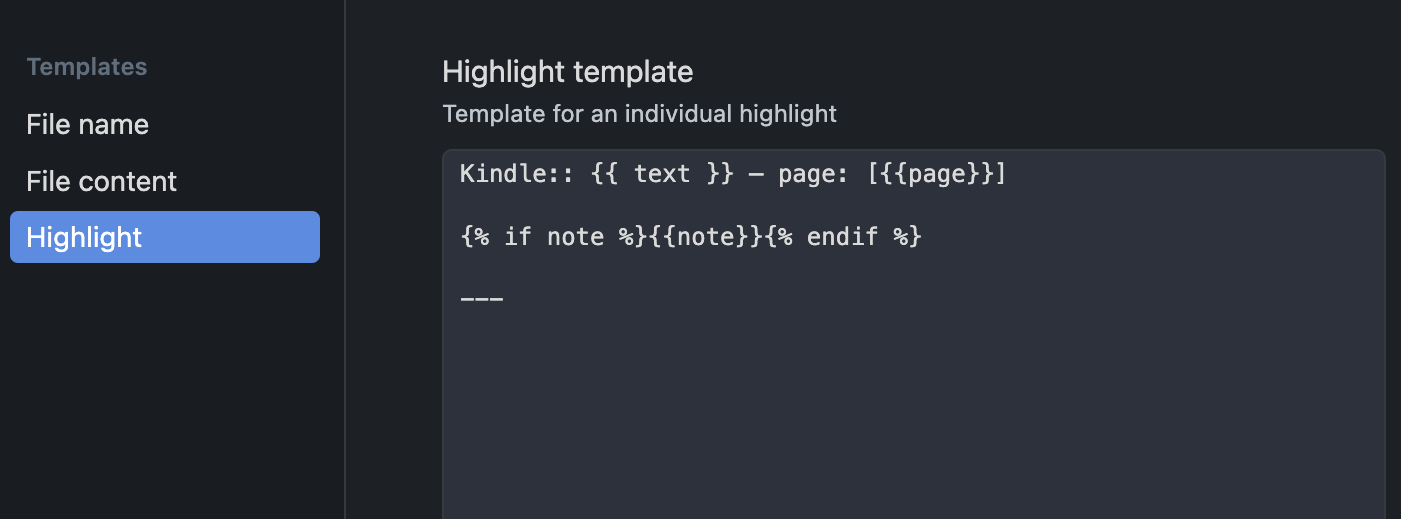 Templates
File name
File content
Highlight
Highlight template
Template for an individual highlight
Kindle:: {{ text }} — page: [{{page}}]
{% if note %}{{note}}{% endif %}
---